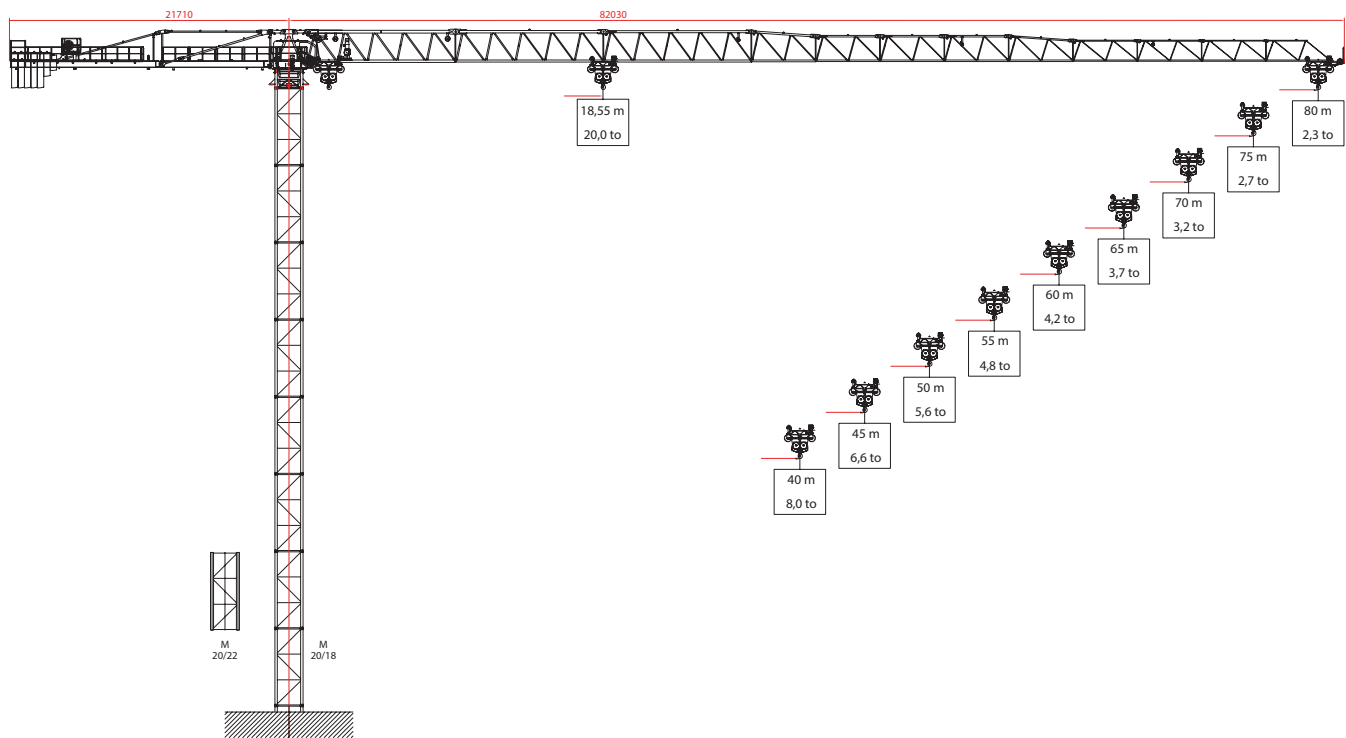 21710
82030
18,55 m
20,0 to
80 m
2,3 to
75 m
2,7 to
70 m
3,2 to
65 m
3,7 to
60 m
4,2 to
55 m
4,8 to
50 m
5,6 to
45 m
6,6 to
40 m
8,0 to
M
20/22
M
20/18